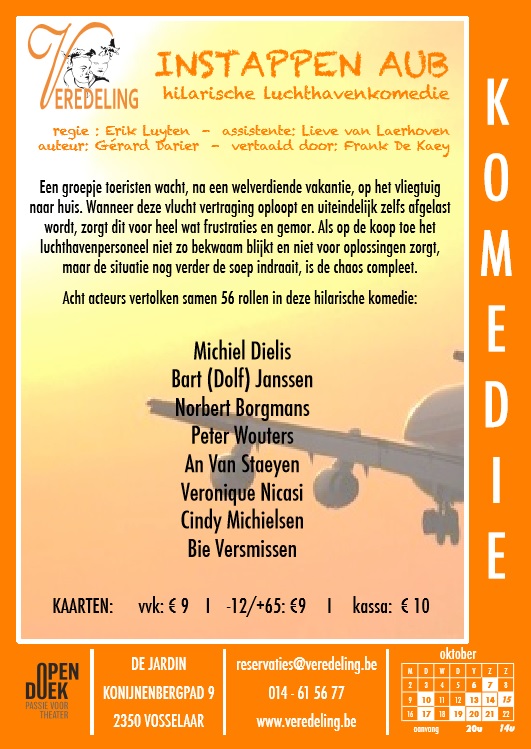 VEREDELING
INSTAPPEN AUB
hilarische luchthavenkomedie
regie : Erik Luyten - assistente: Lieve van Laerhoven
auteur: Gérard Darier - vertaald door: Frank De Kaey
Een groepje toeristen wacht, na een welverdiende vakantie, op het vliegtuig
naar huis. Wanneer deze vlucht vertraging oploopt en uiteindelijk zelfs afgelast
wordt, zorgt dit voor heel wat frustraties en gemor. Als op de koop toe het
luchthavenpersoneel niet zo bekwaam blijkt en niet voor oplossingen zorgt,
maar de situatie nog verder de soep indraait, is de chaos compleet.
Acht acteurs vertolken samen 56 rollen in deze hilarische komedie:
Michiel Dielis
Bart (Dolf) Janssen
Norbert Borgmans
Peter Wouters
An Van Staeyen
Veronique Nicasi
Cindy Michielsen
Bie Versmissen
KAARTEN: vvk: € 9 I -12/+65: €9 I kassa: € 10
KOMEDIE
OPEN
DOEK
PASSIE VOOR
THEATER
DE JARDIN
KONIJNENBERGPAD 9
2350 VOSSELAAR
reservaties@veredeling.be
014 - 61 56 77
www.veredeling.be
oktober
M D W D V Z Z
2 3 4 5 6 7 8
9 10 11 12 13 14 15
16 17 18 19 20 21 22
aanvang 20u 14u